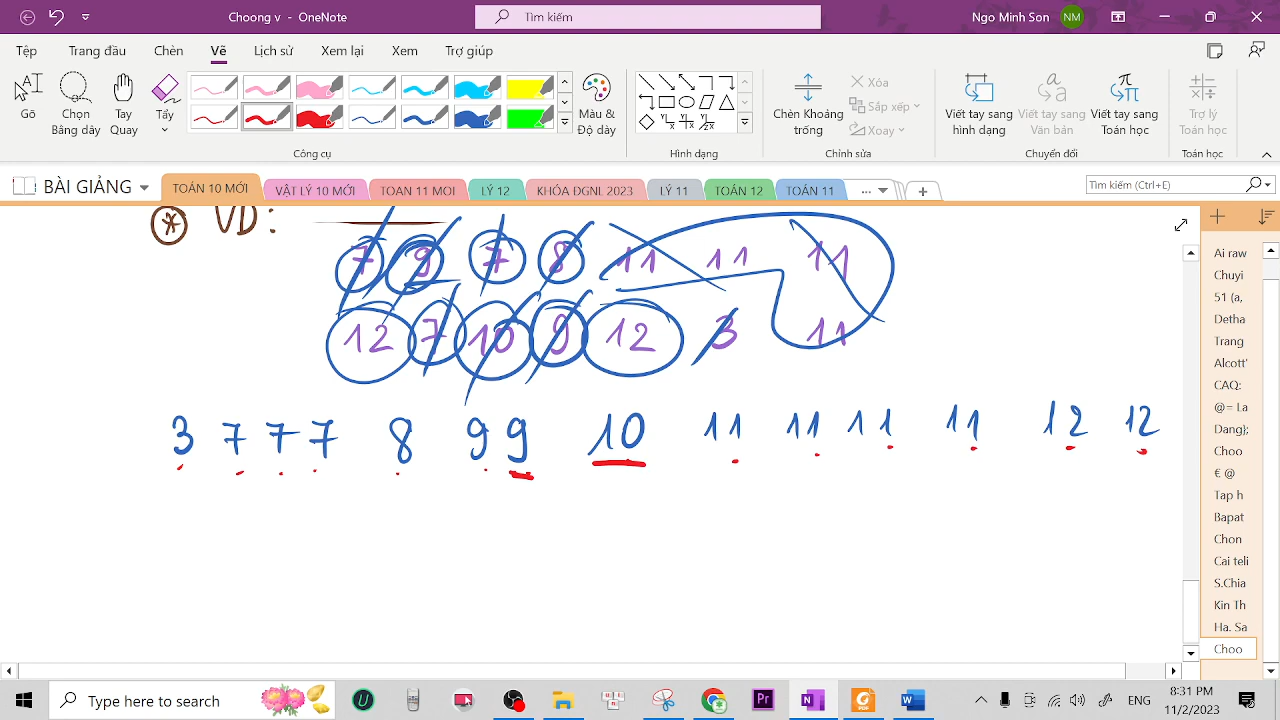 Choong v - OneNote
Tìm kiếm
Ngo Minh Son
NM
Tệp Trang đầu Chèn Vẽ Lịch sử Xem lại Xem Trợ giúp
Gõ
Chọn Bằng dây
Tay Quay
Tẩy
Màu & Độ dày
Chèn Khoảng trống
Xóa
Sắp xếp
Xoay
Viết tay sang hình dạng
Viết tay sang Văn bản
Viết tay sang Toán học
Trợ lý Toán học
Công cụ
Hình dạng
Chỉnh sửa
Chuyển đổi
Toán học
BÀI GIẢNG
TOÁN 10 MỚI
VẬT LÝ 10 MỚI
TOAN 11 MOI
LÝ 12
KHÓA DGNL 2023
LÝ 11
TOÁN 12
TOÁN 11
...
Tìm kiếm (Ctrl+E)
VD:
7 9 7 8 11 11 11
12 7 10 9 12 3 11
3 7 7 7 8 9 9 10 11 11 11 11 12 12
Ai raw
Chuyi
51 (a,
Detha
Trang
Alcott'
CAQ:
@= La
Dang);
Choo
€ @
Tap h
Bapat
Chon
Cai teli
S.Chia
Kin Th
Ha. Sa
Choo
Type here to search
ENG
8:31 PM
11/2/2023